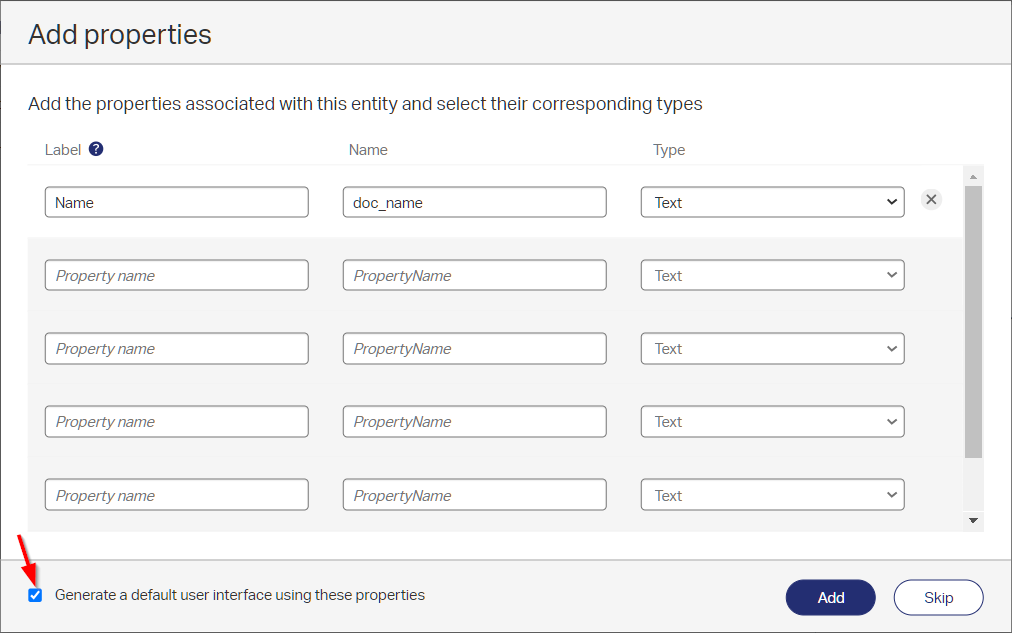 Add properties
Add the properties associated with this entity and select their corresponding types
Label ? Name Type
Name doc_name Text
Property name PropertyName Text
Property name PropertyName Text
Property name PropertyName Text
Property name PropertyName Text
Generate a default user interface using these properties Add Skip